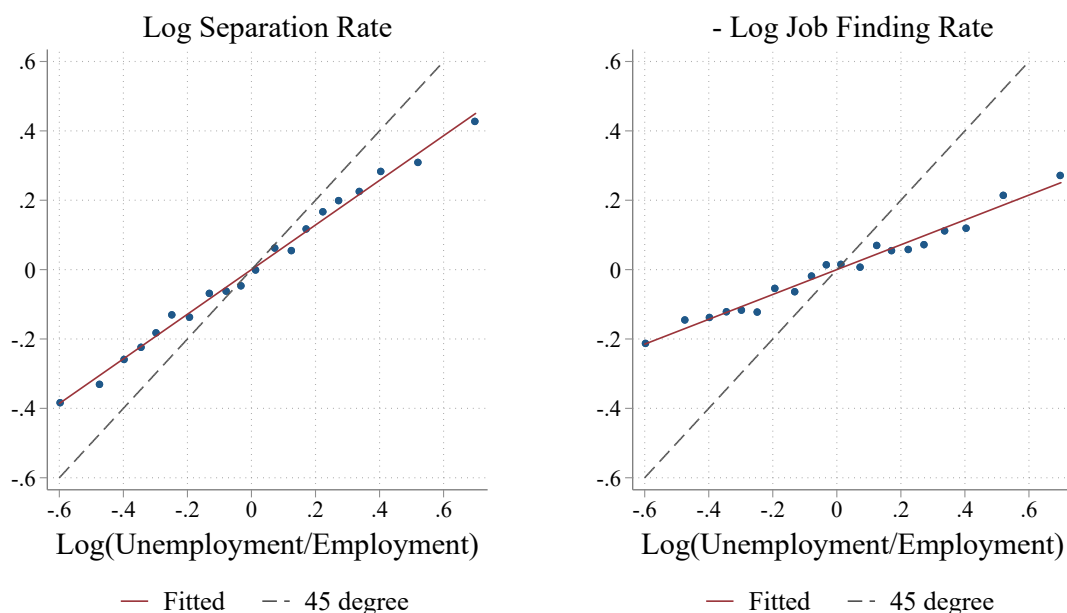 Log Separation Rate
.6
.4
.2
0
-.2
-.4
-.6
-.6 -.4 -.2 0 .2 .4 .6
Log(Unemployment/Employment)
Fitted 45 degree
- Log Job Finding Rate
.6
.4
.2
0
-.2
-.4
-.6
-.6 -.4 -.2 0 .2 .4 .6
Log(Unemployment/Employment)
Fitted 45 degree